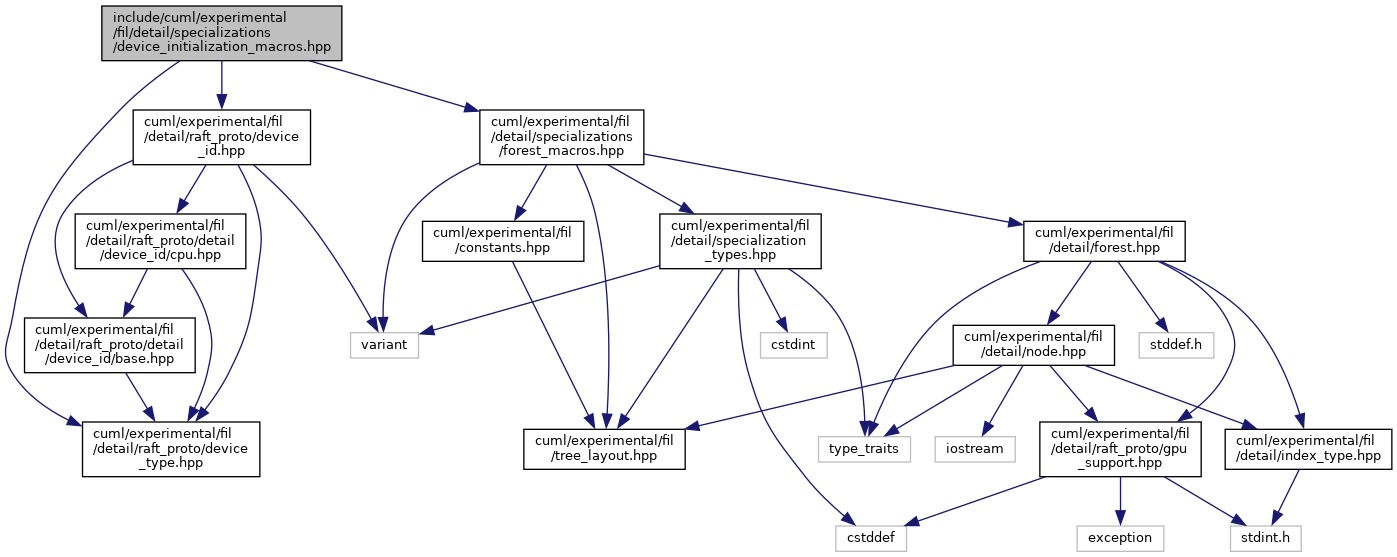 include/cuml/experimental
/fil/detail/specializations
/device_initialization_macros.hpp
cuml/experimental/fil
/detail/raft_proto/device
_id.hpp
cuml/experimental/fil
/detail/specializations
/forest_macros.hpp
cuml/experimental/fil
/detail/raft_proto/detail
/device_id/cpu.hpp
cuml/experimental/fil
/constants.hpp
cuml/experimental/fil
/detail/specialization
_types.hpp
cuml/experimental/fil
/detail/forest.hpp
cuml/experimental/fil
/detail/raft_proto/detail
/device_id/base.hpp
variant
cstdint
cuml/experimental/fil
/detail/node.hpp
stddef.h
cuml/experimental/fil
/detail/raft_proto/device
_type.hpp
cuml/experimental/fil
/tree_layout.hpp
type_traits
iostream
cuml/experimental/fil
/detail/raft_proto/gpu
_support.hpp
cuml/experimental/fil
/detail/index_type.hpp
cstddef
exception
stdint.h